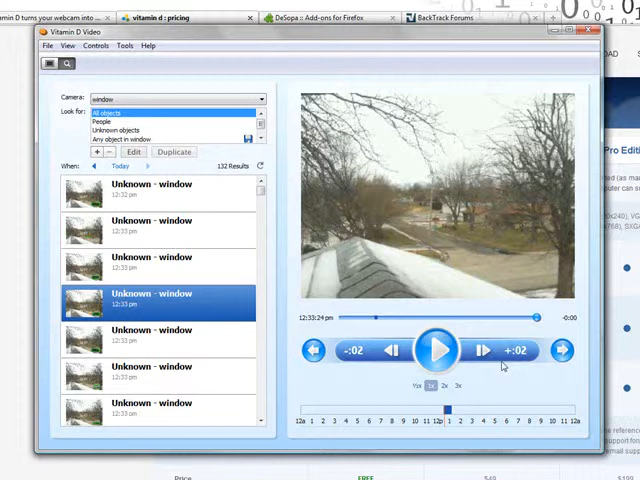 n D turns your webcam into
vitamin d : pricing
DeSopa :: Add-ons for Firefox
BackTrack Forums
Vitamin D Video
File View Controls Tools Help
Camera: window
Look for: All objects
People
Unknown objects
Any object in window
+ − Edit Duplicate
When: Today 132 Results
Unknown - window
12:32 pm
Unknown - window
12:33 pm
Unknown - window
12:33 pm
Unknown - window
12:33 pm
Unknown - window
12:33 pm
Unknown - window
12:33 pm
Unknown - window
12:33 pm
12:33:24 pm -0:00
-:02 +:02
½x 1x 2x 3x
12a 1 2 3 4 5 6 7 8 9 10 11 12p 1 2 3 4 5 6 7 8 9 10 11 12a
OAD
Pro Editi
Price FREE $49 $199